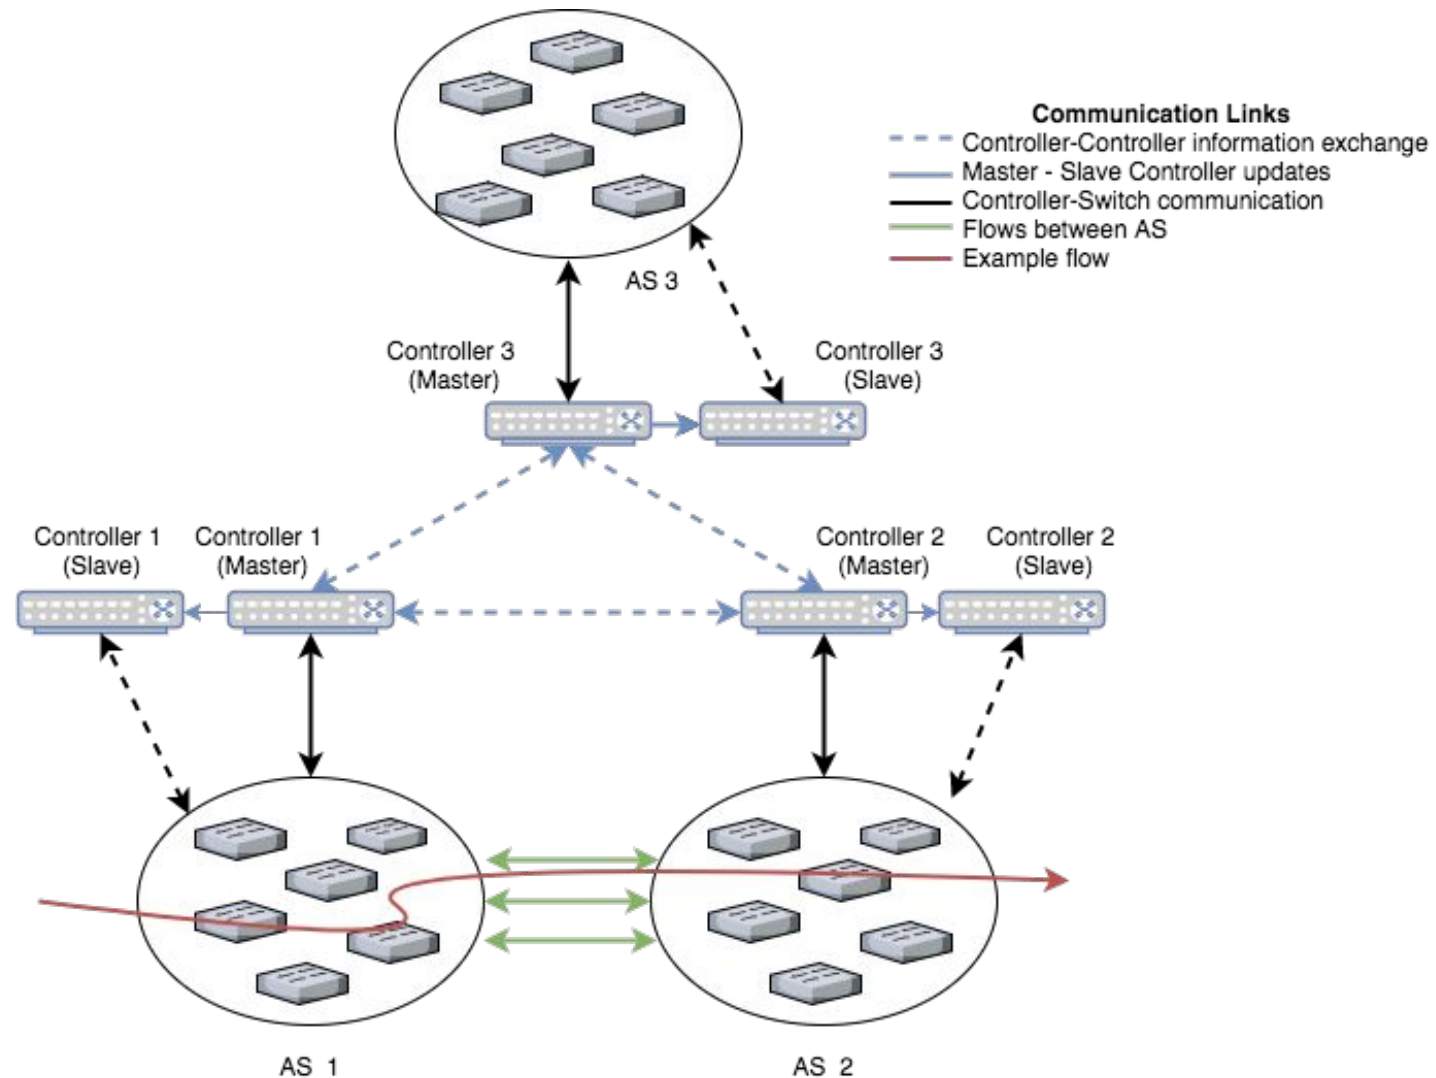 Communication Links
Controller-Controller information exchange
Master - Slave Controller updates
Controller-Switch communication
Flows between AS
Example flow
AS 3
Controller 3
(Master)
Controller 3
(Slave)
Controller 1
(Slave)
Controller 1
(Master)
Controller 2
(Master)
Controller 2
(Slave)
AS 1
AS 2